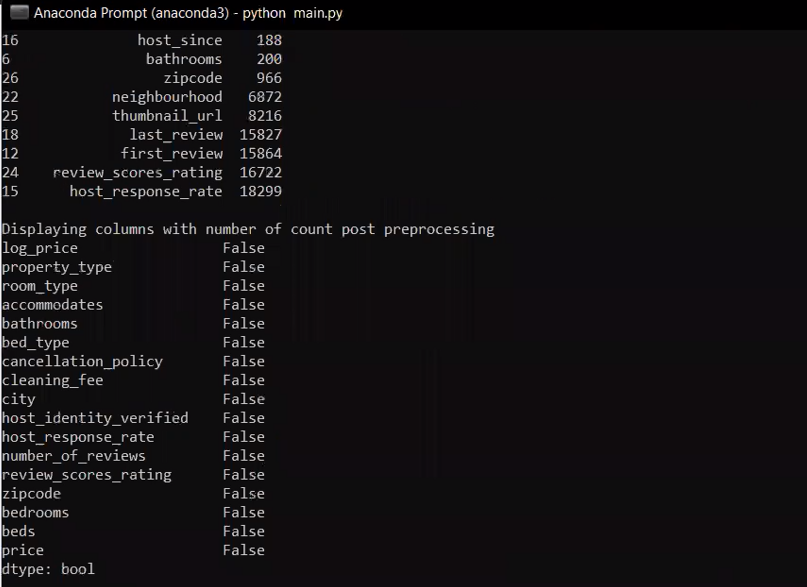 Anaconda Prompt (anaconda3) - python  main.py
16              host_since    188
6                bathrooms    200
26                 zipcode    966
22           neighbourhood   6872
25           thumbnail_url   8216
18             last_review  15827
12            first_review  15864
24    review_scores_rating  16722
15      host_response_rate  18299
Displaying columns with number of count post preprocessing
log_price                 False
property_type             False
room_type                 False
accommodates              False
bathrooms                 False
bed_type                  False
cancellation_policy       False
cleaning_fee              False
city                      False
host_identity_verified    False
host_response_rate        False
number_of_reviews         False
review_scores_rating      False
zipcode                   False
bedrooms                  False
beds                      False
price                     False
dtype: bool